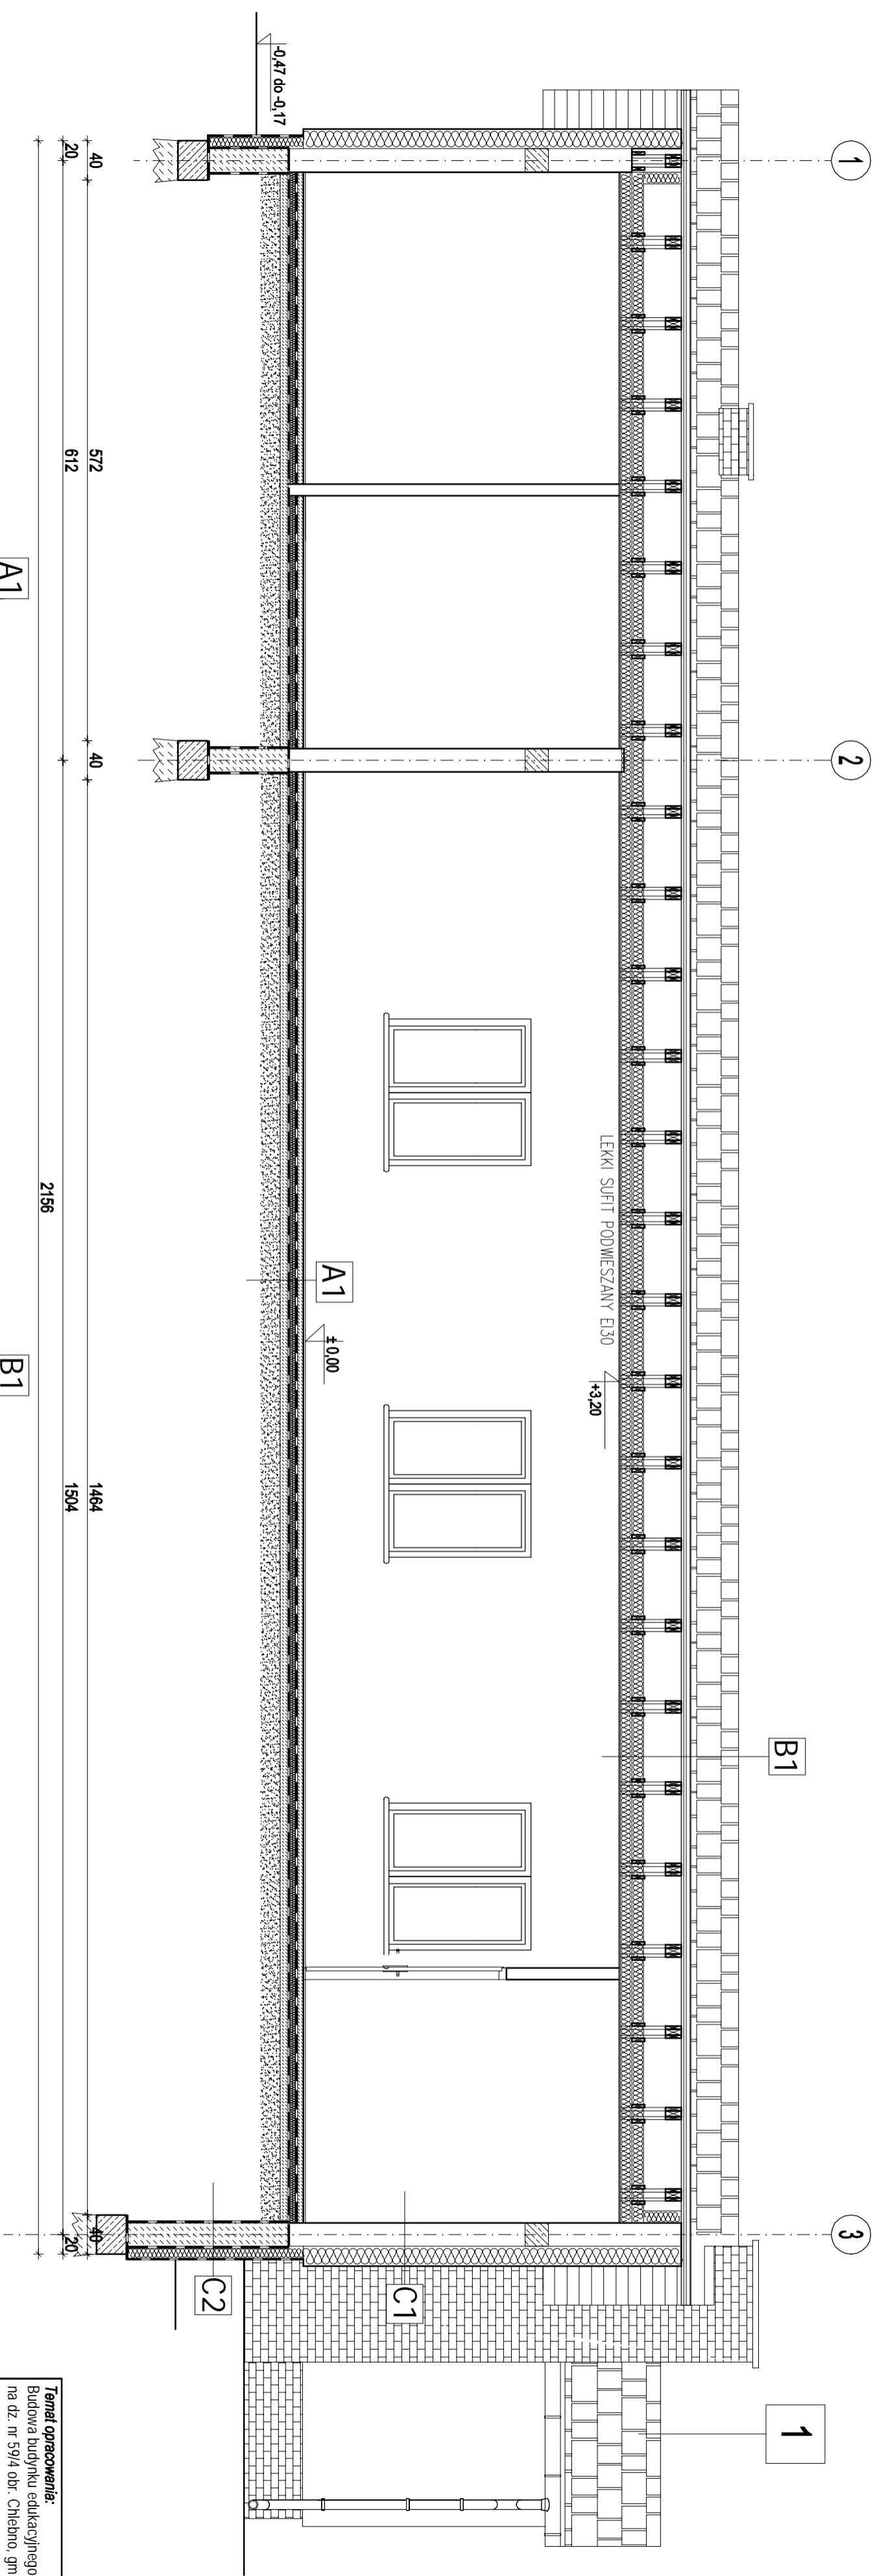 1
2
3
B1
1
LEKKI SUFIT PODWIESZANY EI30
+3,20
C1
A1
± 0,00
-0,47 do -0,17
C2
40
572
40
1464
40
20
612
1504
20
2156
A1
B1
Temat opracowania:
Budowa budynku edukacyjnego
na dz. nr 59/4 obr. Chlebno, gm